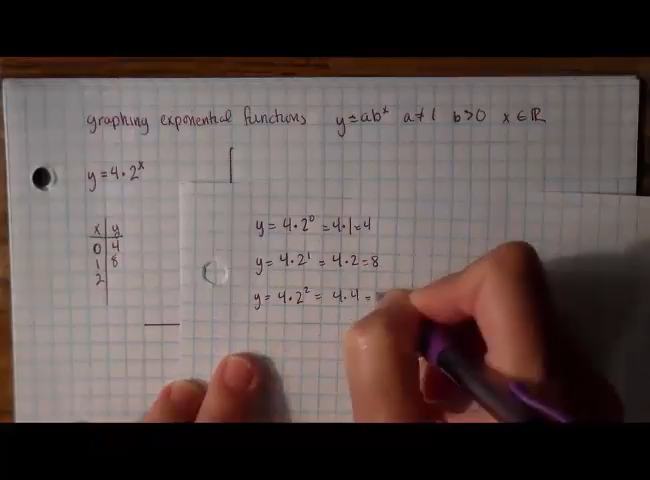 graphing exponential functions y = ab^x a ≠ 1 b > 0 x ∈ ℝ
y = 4 · 2^x
x y
0 4
1 8
2
y = 4 · 2^0 = 4 · 1 = 4
y = 4 · 2^1 = 4 · 2 = 8
y = 4 · 2^2 = 4 · 4 =